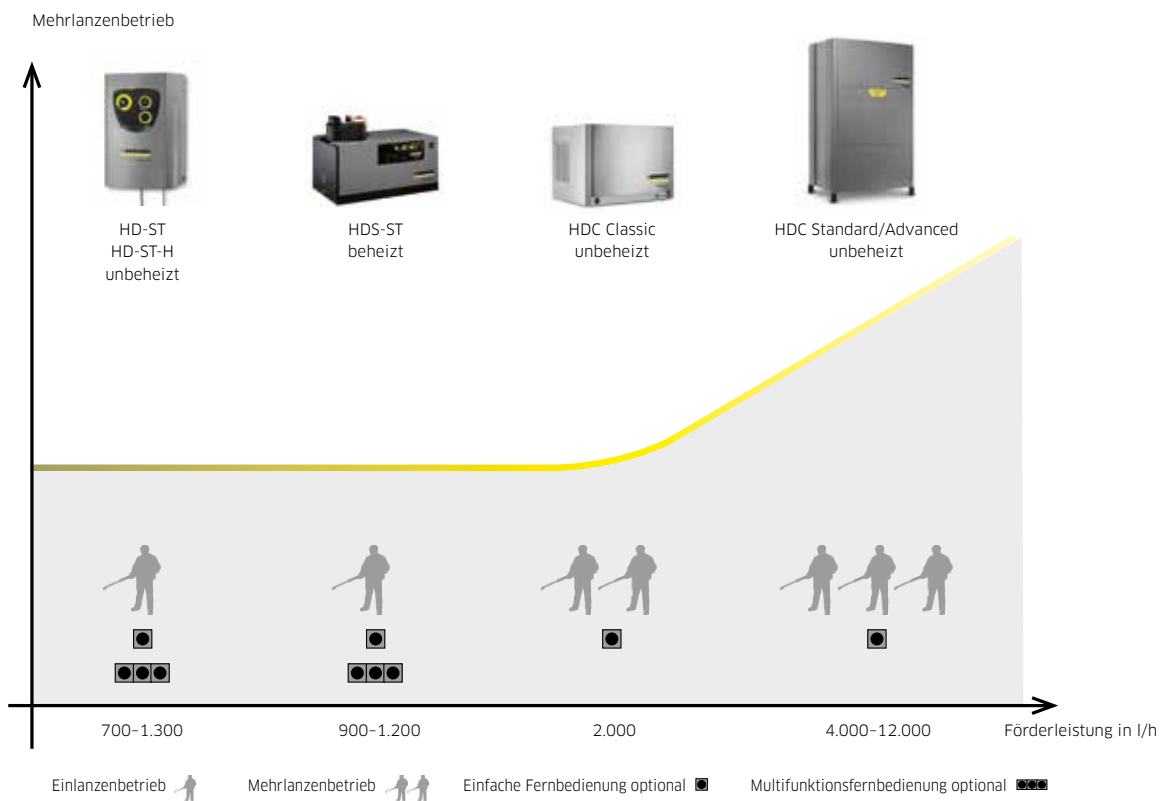 Mehrlanzenbetrieb
HD-ST
HD-ST-H
unbeheizt
HDS-ST
beheizt
HDC Classic
unbeheizt
HDC Standard/Advanced
unbeheizt
700–1.300
900–1.200
2.000
4.000–12.000
Förderleistung in l/h
Einlanzenbetrieb
Mehrlanzenbetrieb
Einfache Fernbedienung optional
Multifunktionsfernbedienung optional